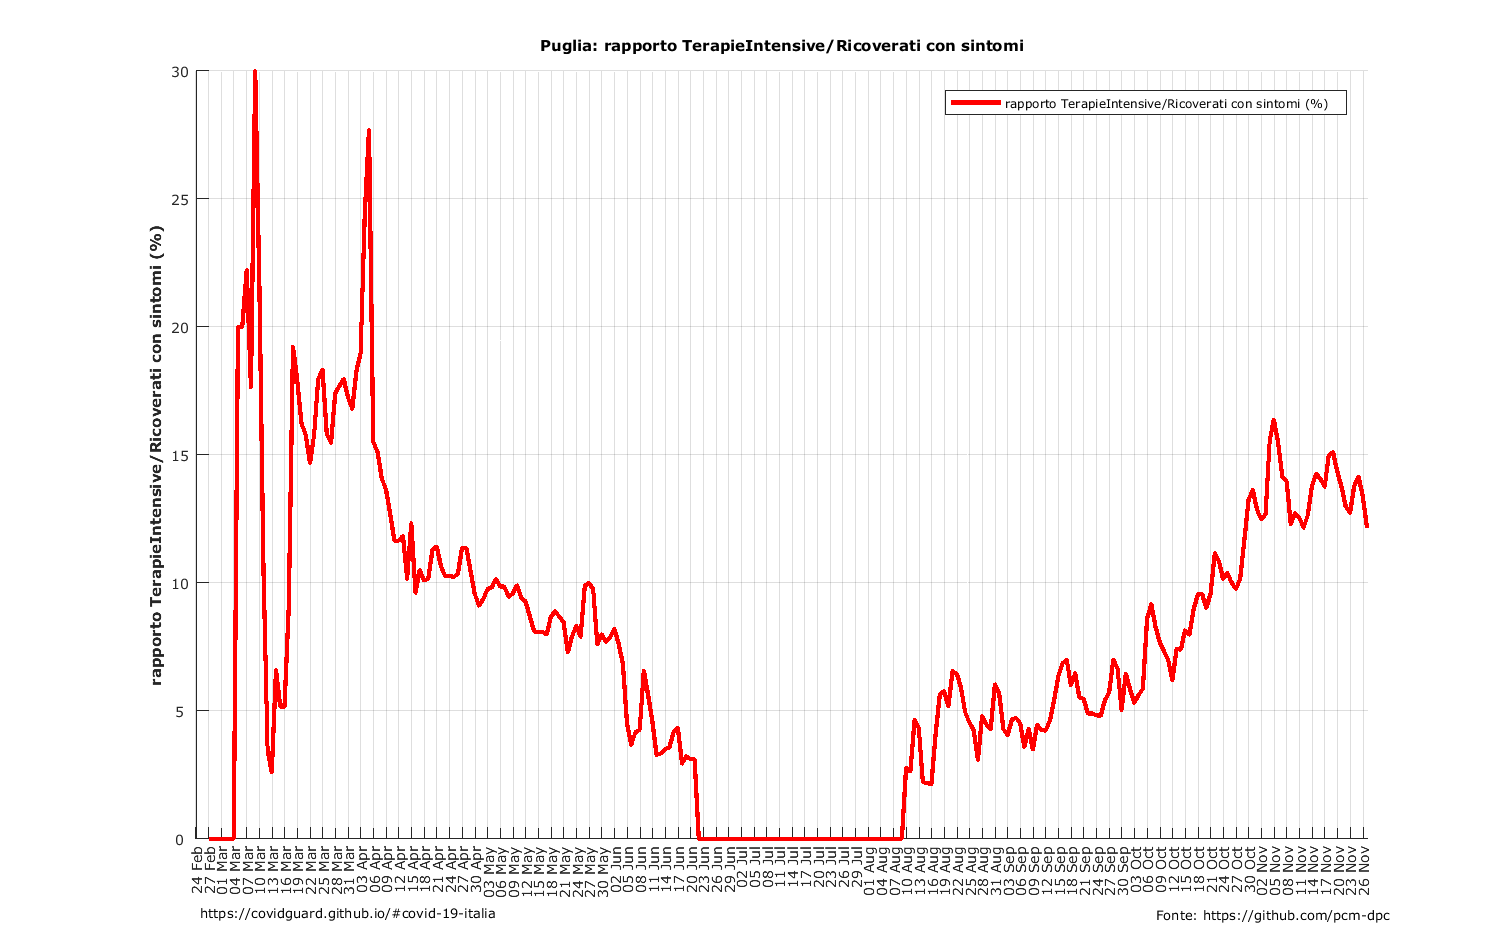 Puglia: rapporto TerapieIntensive/Ricoverati con sintomi
rapporto TerapieIntensive/Ricoverati con sintomi (%)
rapporto TerapieIntensive/Ricoverati con sintomi (%)
30
25
20
15
10
5
0
24 Feb
27 Feb
01 Mar
04 Mar
07 Mar
10 Mar
13 Mar
16 Mar
19 Mar
22 Mar
25 Mar
28 Mar
31 Mar
03 Apr
06 Apr
09 Apr
12 Apr
15 Apr
18 Apr
21 Apr
24 Apr
27 Apr
30 Apr
03 May
06 May
09 May
12 May
15 May
18 May
21 May
24 May
27 May
30 May
02 Jun
05 Jun
08 Jun
11 Jun
14 Jun
17 Jun
20 Jun
23 Jun
26 Jun
29 Jun
02 Jul
05 Jul
08 Jul
11 Jul
14 Jul
17 Jul
20 Jul
23 Jul
26 Jul
29 Jul
01 Aug
04 Aug
07 Aug
10 Aug
13 Aug
16 Aug
19 Aug
22 Aug
25 Aug
28 Aug
31 Aug
03 Sep
06 Sep
09 Sep
12 Sep
15 Sep
18 Sep
21 Sep
24 Sep
27 Sep
30 Sep
03 Oct
06 Oct
09 Oct
12 Oct
15 Oct
18 Oct
21 Oct
24 Oct
27 Oct
30 Oct
02 Nov
05 Nov
08 Nov
11 Nov
14 Nov
17 Nov
20 Nov
23 Nov
26 Nov
https://covidguard.github.io/#covid-19-italia
Fonte: https://github.com/pcm-dpc